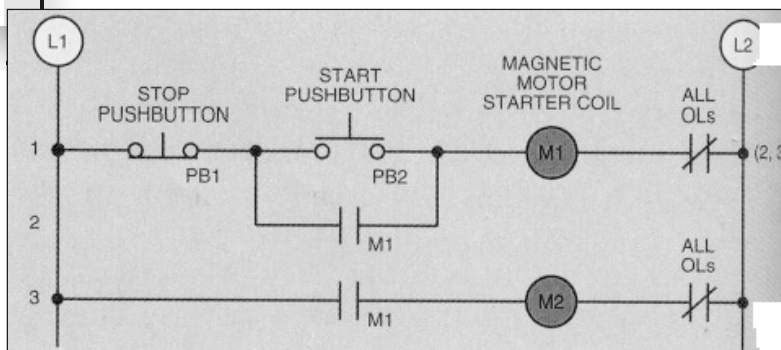 L1
L2
STOP
PUSHBUTTON
START
PUSHBUTTON
MAGNETIC
MOTOR
STARTER COIL
ALL
OLs
1
PB1
PB2
M1
(2, 3
2
M1
ALL
OLs
3
M1
M2